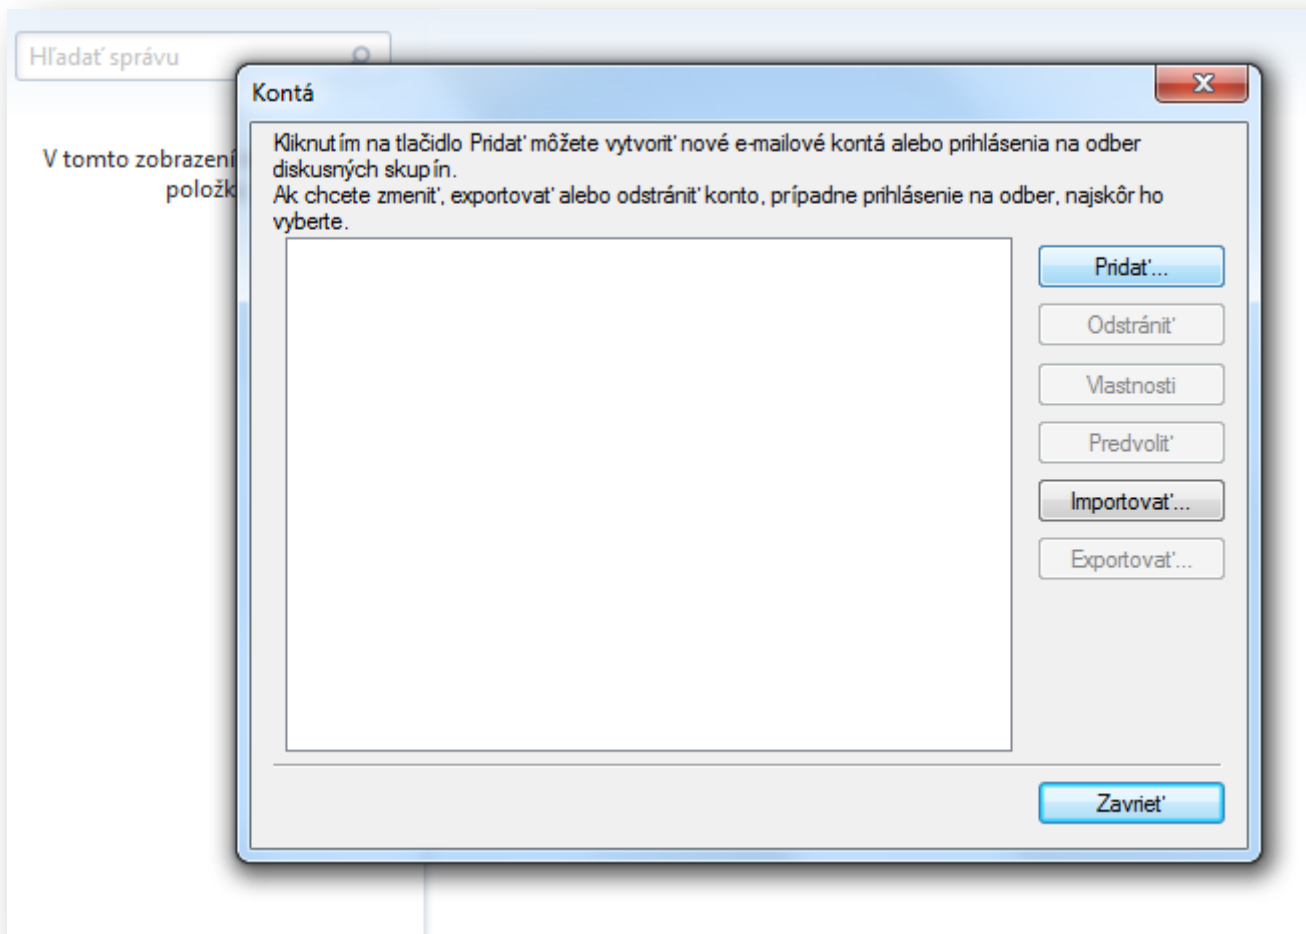 Hľadať správu
V tomto zobrazení
položk
Kontá
Kliknutím na tlačidlo Pridať môžete vytvoriť nové e-mailové kontá alebo prihlásenia na odber
diskusných skupín.
Ak chcete zmeniť, exportovať alebo odstrániť konto, prípadne prihlásenie na odber, najskôr ho
vyberte.
Pridať...
Odstrániť
Vlastnosti
Predvoliť
Importovať...
Exportovať...
Zavrieť